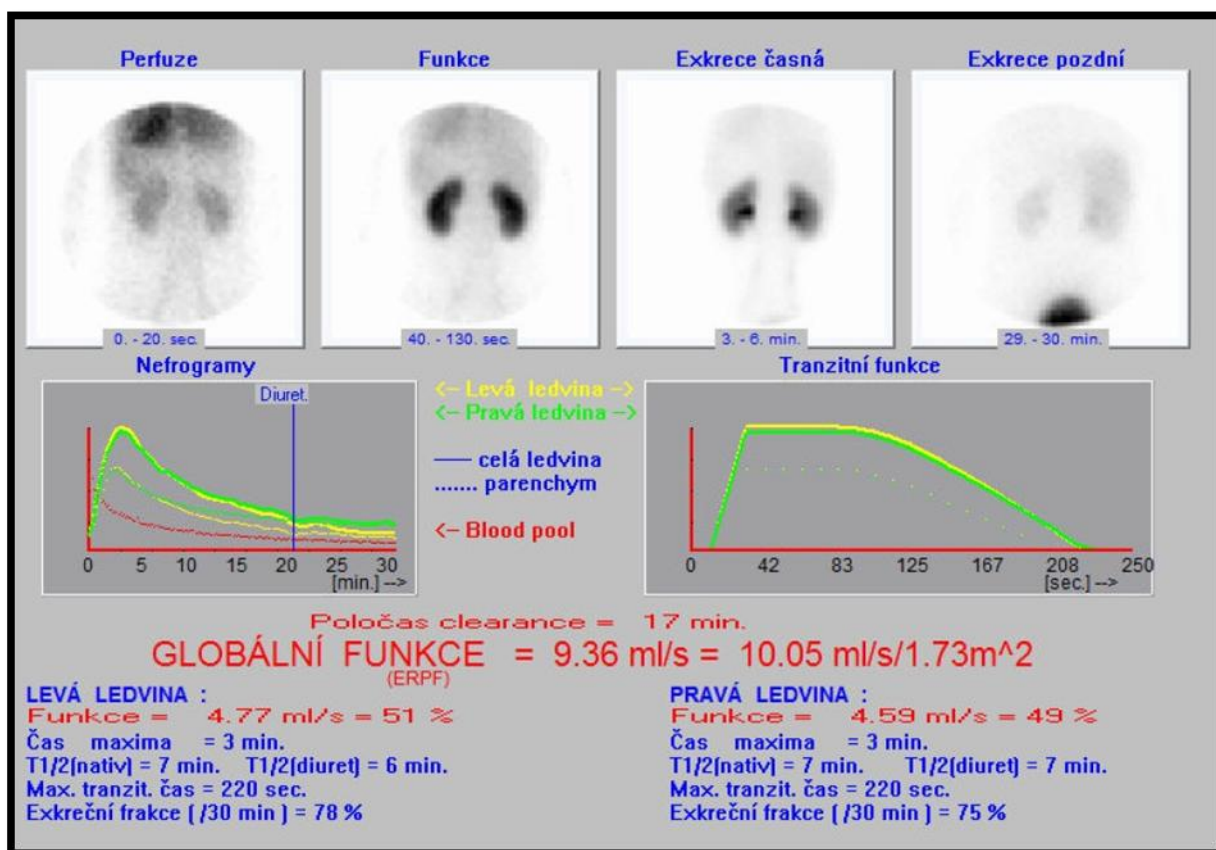 Perfuze
Funkce
Exkrece časná
Exkrece pozdní
0. - 20. sec.
40. - 130. sec.
3. - 6. min.
29. - 30. min.
Nefrogramy
Tranzitní funkce
Diuret.
<- Levá ledvina ->
<- Pravá ledvina ->
celá ledvina
....... parenchym
<- Blood pool
0 5 10 15 20 25 30
[min.] -->
0 42 83 125 167 208 250
[sec.] -->
Poločas clearance = 17 min.
GLOBÁLNÍ FUNKCE = 9.36 ml/s = 10.05 ml/s/1.73m^2
(ERPF)
LEVÁ LEDVINA :
Funkce = 4.77 ml/s = 51 %
Čas maxima = 3 min.
T1/2(nativ) = 7 min. T1/2(diuret) = 6 min.
Max. tranzit. čas = 220 sec.
Exkreční frakce ( /30 min ) = 78 %
PRAVÁ LEDVINA :
Funkce = 4.59 ml/s = 49 %
Čas maxima = 3 min.
T1/2(nativ) = 7 min. T1/2(diuret) = 7 min.
Max. tranzit. čas = 220 sec.
Exkreční frakce ( /30 min ) = 75 %